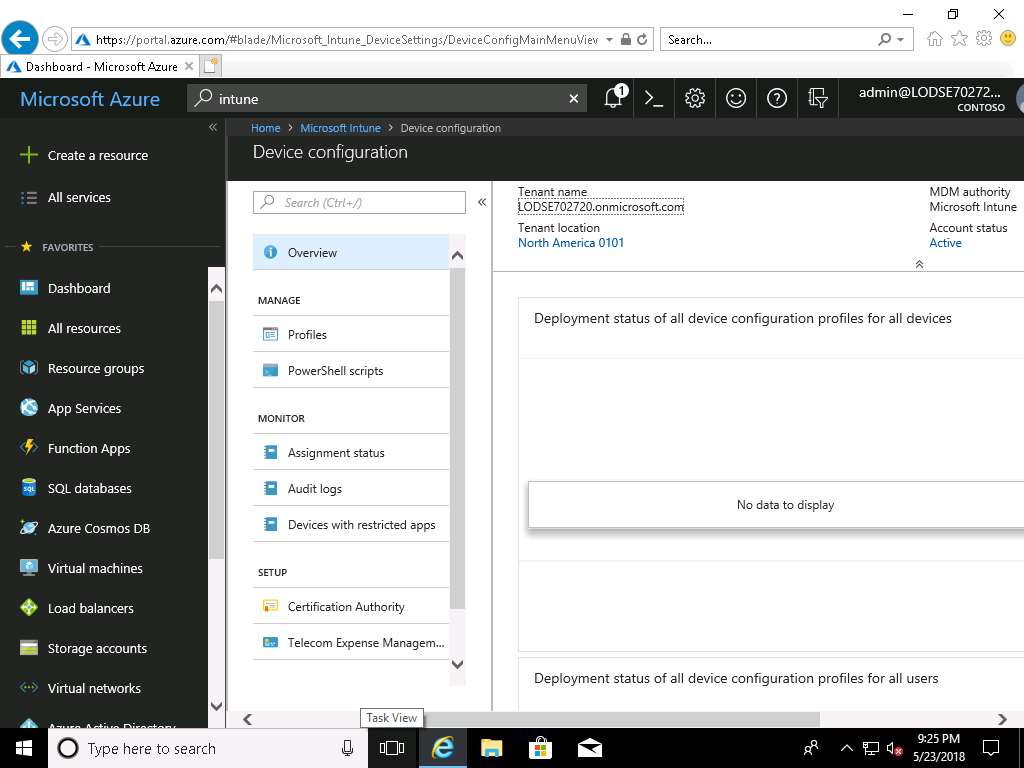 https://portal.azure.com/#blade/Microsoft_Intune_DeviceSettings/DeviceConfigMainMenuView
Search...
Dashboard - Microsoft Azure
Microsoft Azure
intune
1
admin@LODSE70272...
CONTOSO
Home > Microsoft Intune > Device configuration
Device configuration
Create a resource
All services
FAVORITES
Dashboard
All resources
Resource groups
App Services
Function Apps
SQL databases
Azure Cosmos DB
Virtual machines
Load balancers
Storage accounts
Virtual networks
Azure Active Directory
Search (Ctrl+/)
Overview
MANAGE
Profiles
PowerShell scripts
MONITOR
Assignment status
Audit logs
Devices with restricted apps
SETUP
Certification Authority
Telecom Expense Managem...
Tenant name
LODSE702720.onmicrosoft.com
Tenant location
North America 0101
MDM authority
Microsoft Intune
Account status
Active
Deployment status of all device configuration profiles for all devices
No data to display
Deployment status of all device configuration profiles for all users
Task View
Type here to search
9:25 PM
5/23/2018